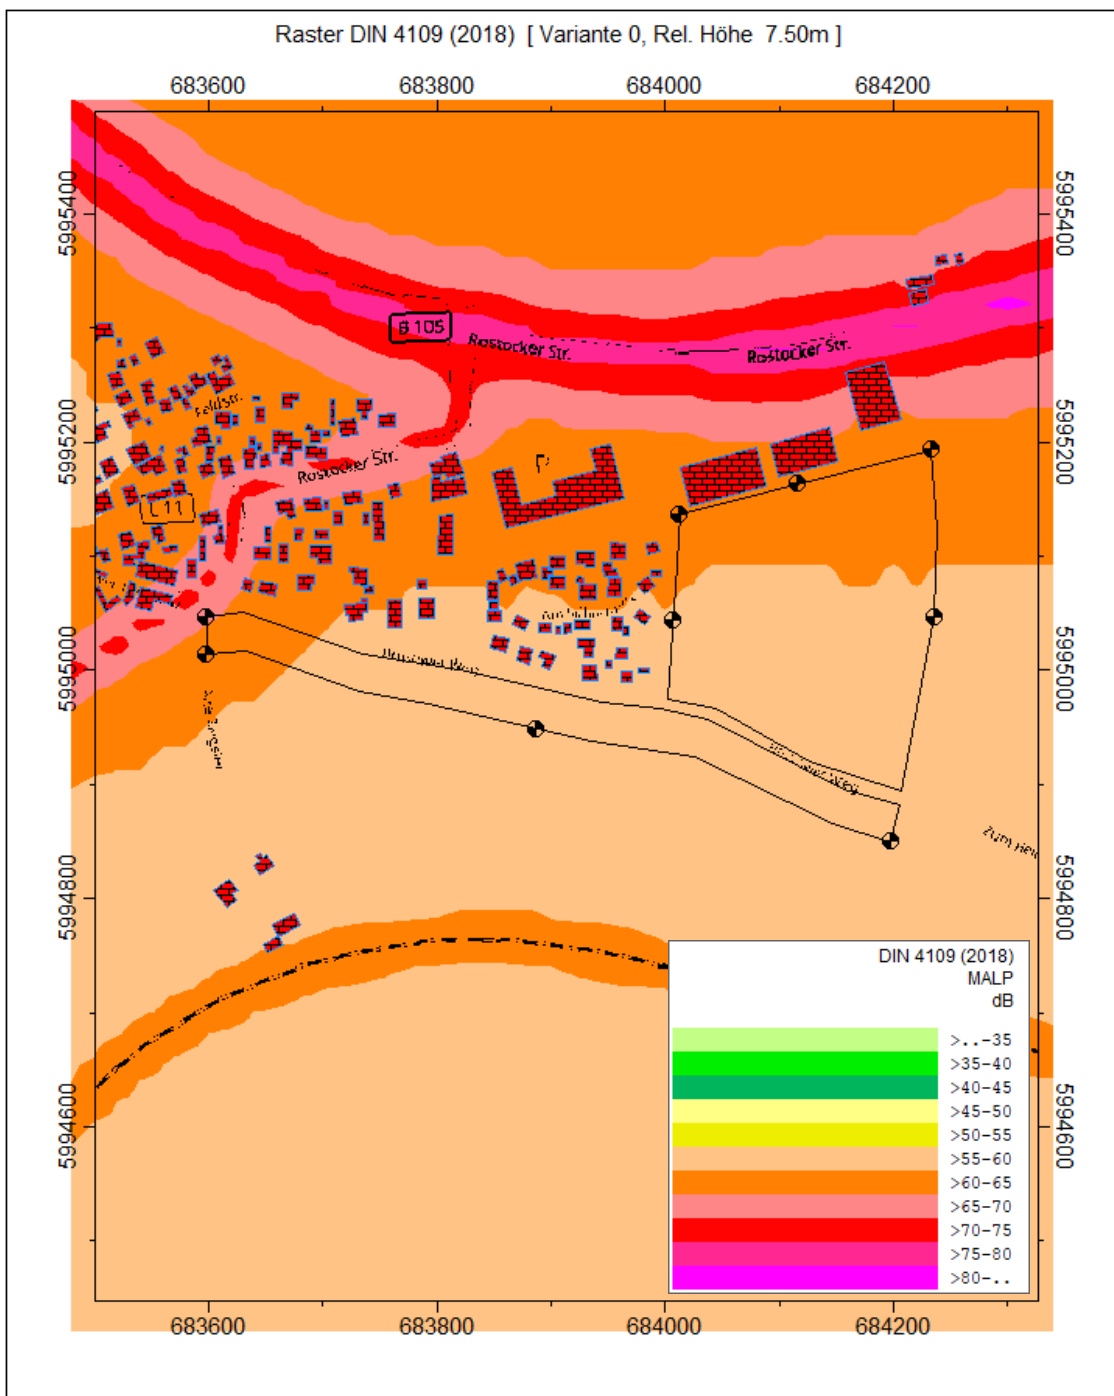 Raster DIN 4109 (2018) [ Variante 0, Rel. Höhe 7.50m ]
683600 683800 684000 684200
5995400 5995400
B 105
Rostocker Str. Rostocker Str.
Feldstr.
5995200 5995200
Rostocker Str.
P
L 11
5995000 5995000
Weg
Weg
Zum
5994800 5994800
DIN 4109 (2018)
MALP
dB
>..-35
>35-40
>40-45
>45-50
>50-55
>55-60
>60-65
>65-70
>70-75
>75-80
>80-..
5994600 5994600
683600 683800 684000 684200